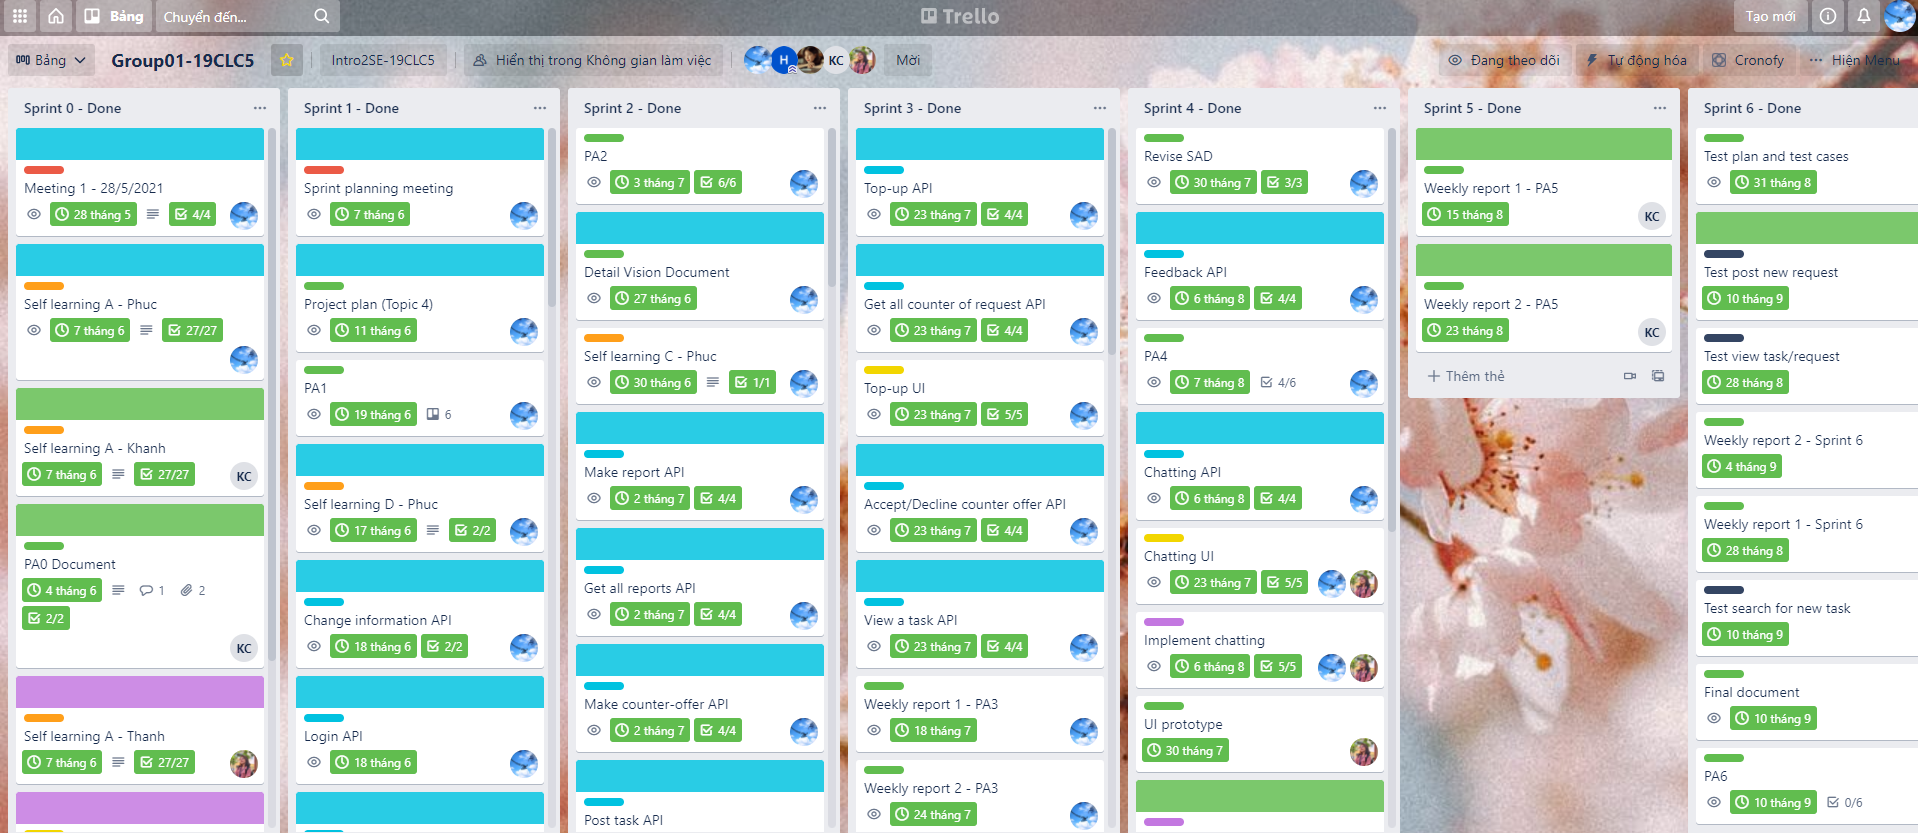 Bảng
Chuyển đến...
Trello
Tạo mới
Bảng
Group01-19CLC5
Intro2SE-19CLC5
Hiển thị trong Không gian làm việc
H
KC
Mời
Đang theo dõi
Tự động hóa
Cronofy
Hiện Menu
Sprint 0 - Done
Meeting 1 - 28/5/2021
28 tháng 5
4/4
Self learning A - Phuc
7 tháng 6
27/27
Self learning A - Khanh
7 tháng 6
27/27
KC
PA0 Document
4 tháng 6
1
2
2/2
KC
Self learning A - Thanh
7 tháng 6
27/27
Sprint 1 - Done
Sprint planning meeting
7 tháng 6
Project plan (Topic 4)
11 tháng 6
PA1
19 tháng 6
6
Self learning D - Phuc
17 tháng 6
2/2
Change information API
18 tháng 6
2/2
Login API
18 tháng 6
Sprint 2 - Done
PA2
3 tháng 7
6/6
Detail Vision Document
27 tháng 6
Self learning C - Phuc
30 tháng 6
1/1
Make report API
2 tháng 7
4/4
Get all reports API
2 tháng 7
4/4
Make counter-offer API
2 tháng 7
4/4
Post task API
Sprint 3 - Done
Top-up API
23 tháng 7
4/4
Get all counter of request API
23 tháng 7
4/4
Top-up UI
23 tháng 7
5/5
Accept/Decline counter offer API
23 tháng 7
4/4
View a task API
23 tháng 7
4/4
Weekly report 1 - PA3
18 tháng 7
Weekly report 2 - PA3
24 tháng 7
Sprint 4 - Done
Revise SAD
30 tháng 7
3/3
Feedback API
6 tháng 8
4/4
PA4
7 tháng 8
4/6
Chatting API
6 tháng 8
4/4
Chatting UI
23 tháng 7
5/5
Implement chatting
6 tháng 8
5/5
UI prototype
30 tháng 7
Sprint 5 - Done
Weekly report 1 - PA5
15 tháng 8
KC
Weekly report 2 - PA5
23 tháng 8
KC
Thêm thẻ
Sprint 6 - Done
Test plan and test cases
31 tháng 8
Test post new request
10 tháng 9
Test view task/request
28 tháng 8
Weekly report 2 - Sprint 6
4 tháng 9
Weekly report 1 - Sprint 6
28 tháng 8
Test search for new task
10 tháng 9
Final document
10 tháng 9
PA6
10 tháng 9
0/6